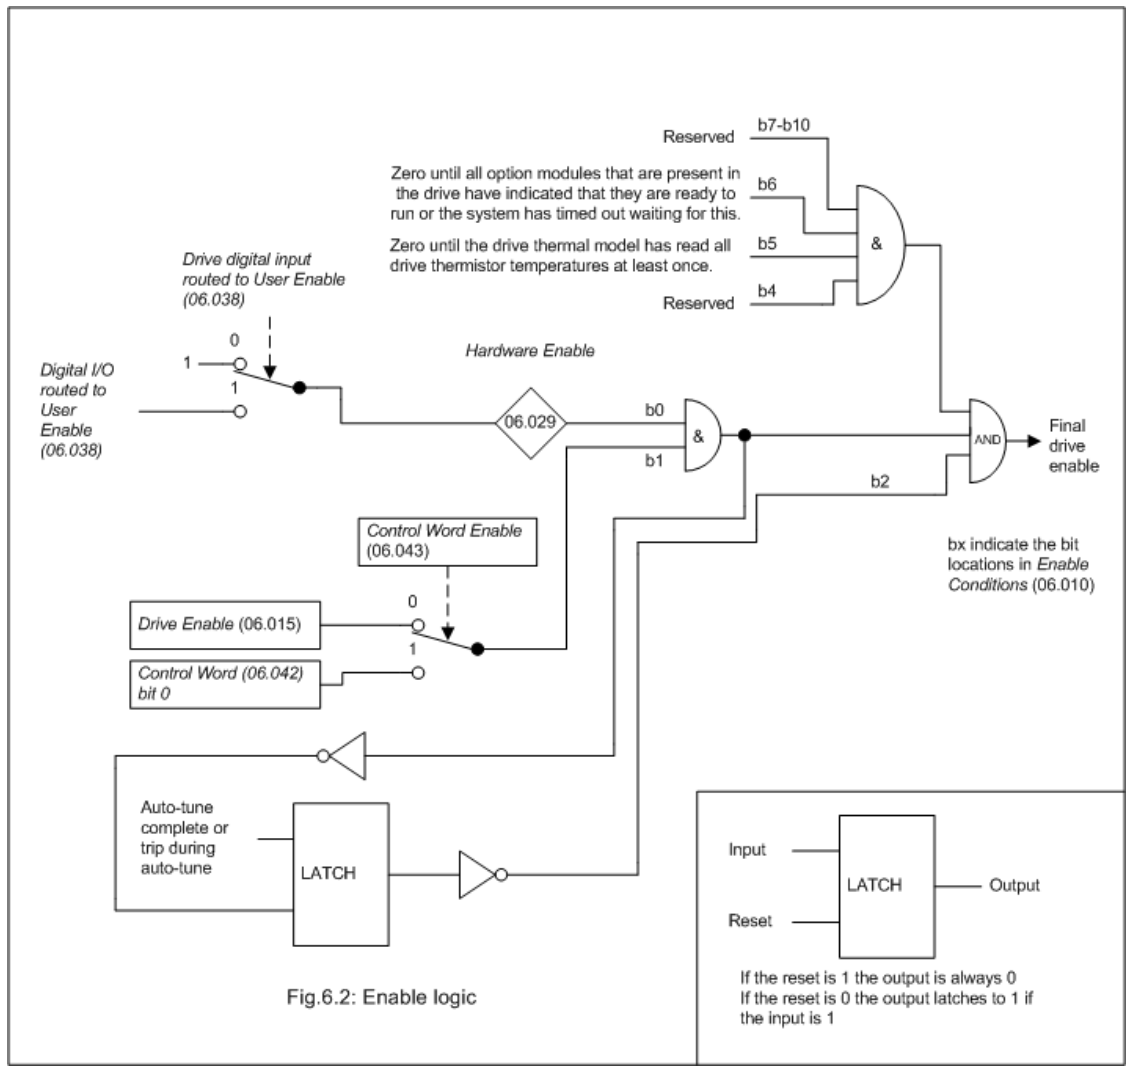 b7-b10
Reserved
Zero until all option modules that are present in
the drive have indicated that they are ready to
run or the system has timed out waiting for this.
b6
Zero until the drive thermal model has read all
drive thermistor temperatures at least once.
b5
Reserved
b4
&
Drive digital input
routed to User Enable
(06.038)
0
1
1
Digital I/O
routed to
User
Enable
(06.038)
Hardware Enable
06.029
b0
b1
&
AND
Final
drive
enable
b2
bx indicate the bit
locations in Enable
Conditions (06.010)
Control Word Enable
(06.043)
0
1
Drive Enable (06.015)
Control Word (06.042)
bit 0
Auto-tune
complete or
trip during
auto-tune
LATCH
Fig.6.2: Enable logic
Input
Reset
LATCH
Output
If the reset is 1 the output is always 0
If the reset is 0 the output latches to 1 if
the input is 1